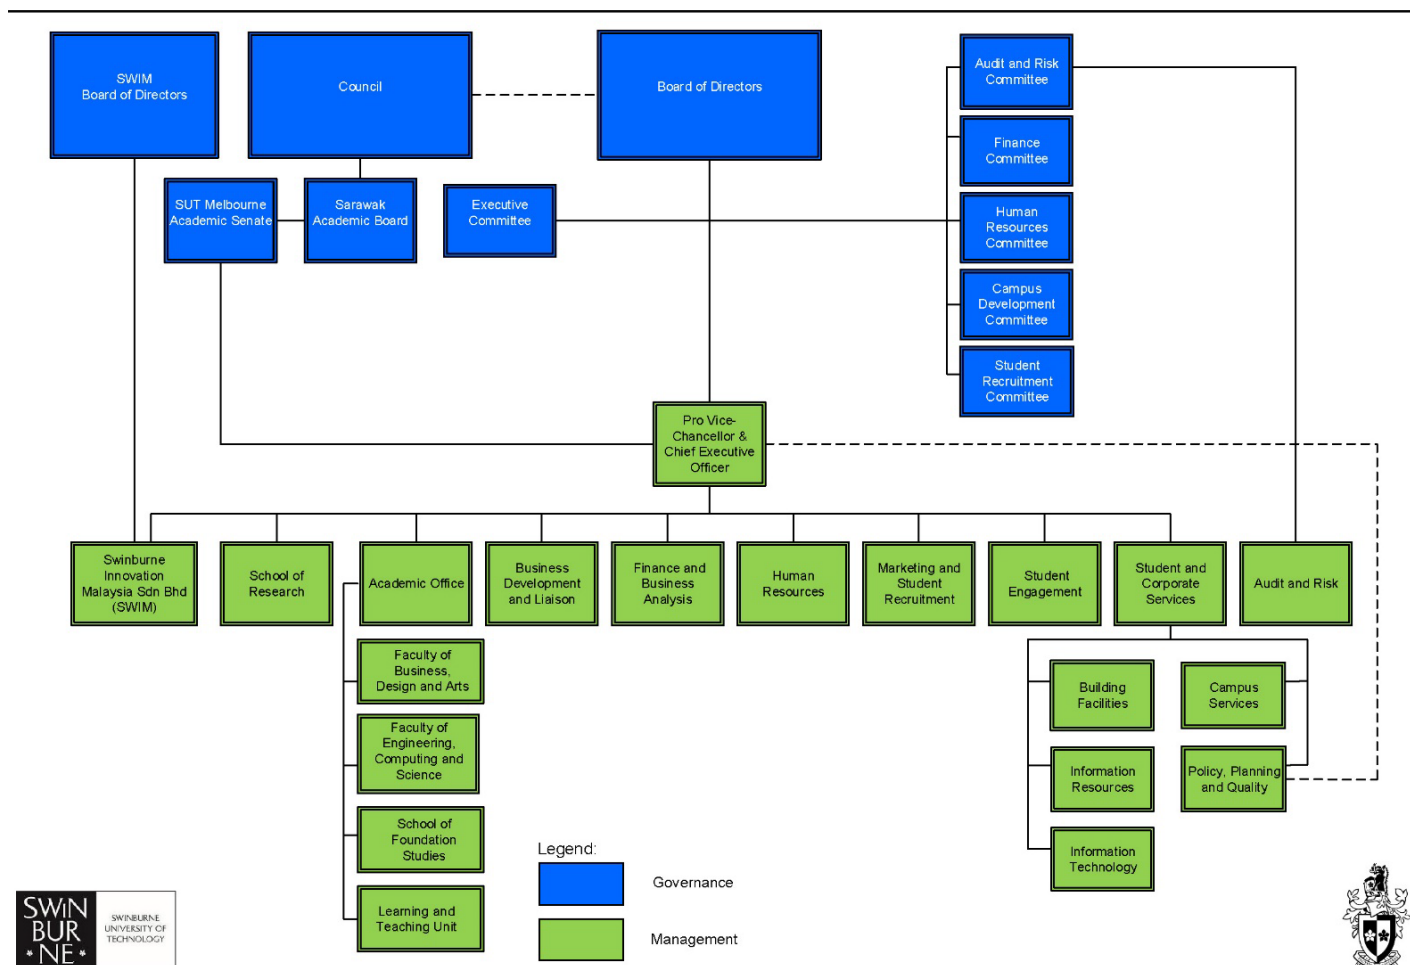 SWIM
Board of Directors
Council
Board of Directors
Audit and Risk
Committee
Finance
Committee
SUT Melbourne
Academic Senate
Sarawak
Academic Board
Executive
Committee
Human
Resources
Committee
Campus
Development
Committee
Student
Recruitment
Committee
Pro Vice-
Chancellor &
Chief Executive
Officer
Swinburne
Innovation
Malaysia Sdn Bhd
(SWIM)
School of
Research
Academic Office
Business
Development
and Liaison
Finance and
Business
Analysis
Human
Resources
Marketing and
Student
Recruitment
Student
Engagement
Student and
Corporate
Services
Audit and Risk
Faculty of
Business,
Design and Arts
Faculty of
Engineering,
Computing and
Science
School of
Foundation
Studies
Learning and
Teaching Unit
Building
Facilities
Campus
Services
Information
Resources
Policy, Planning
and Quality
Information
Technology
Legend:
Governance
Management
SWIN
BUR
* NE *
SWINBURNE
UNIVERSITY OF
TECHNOLOGY